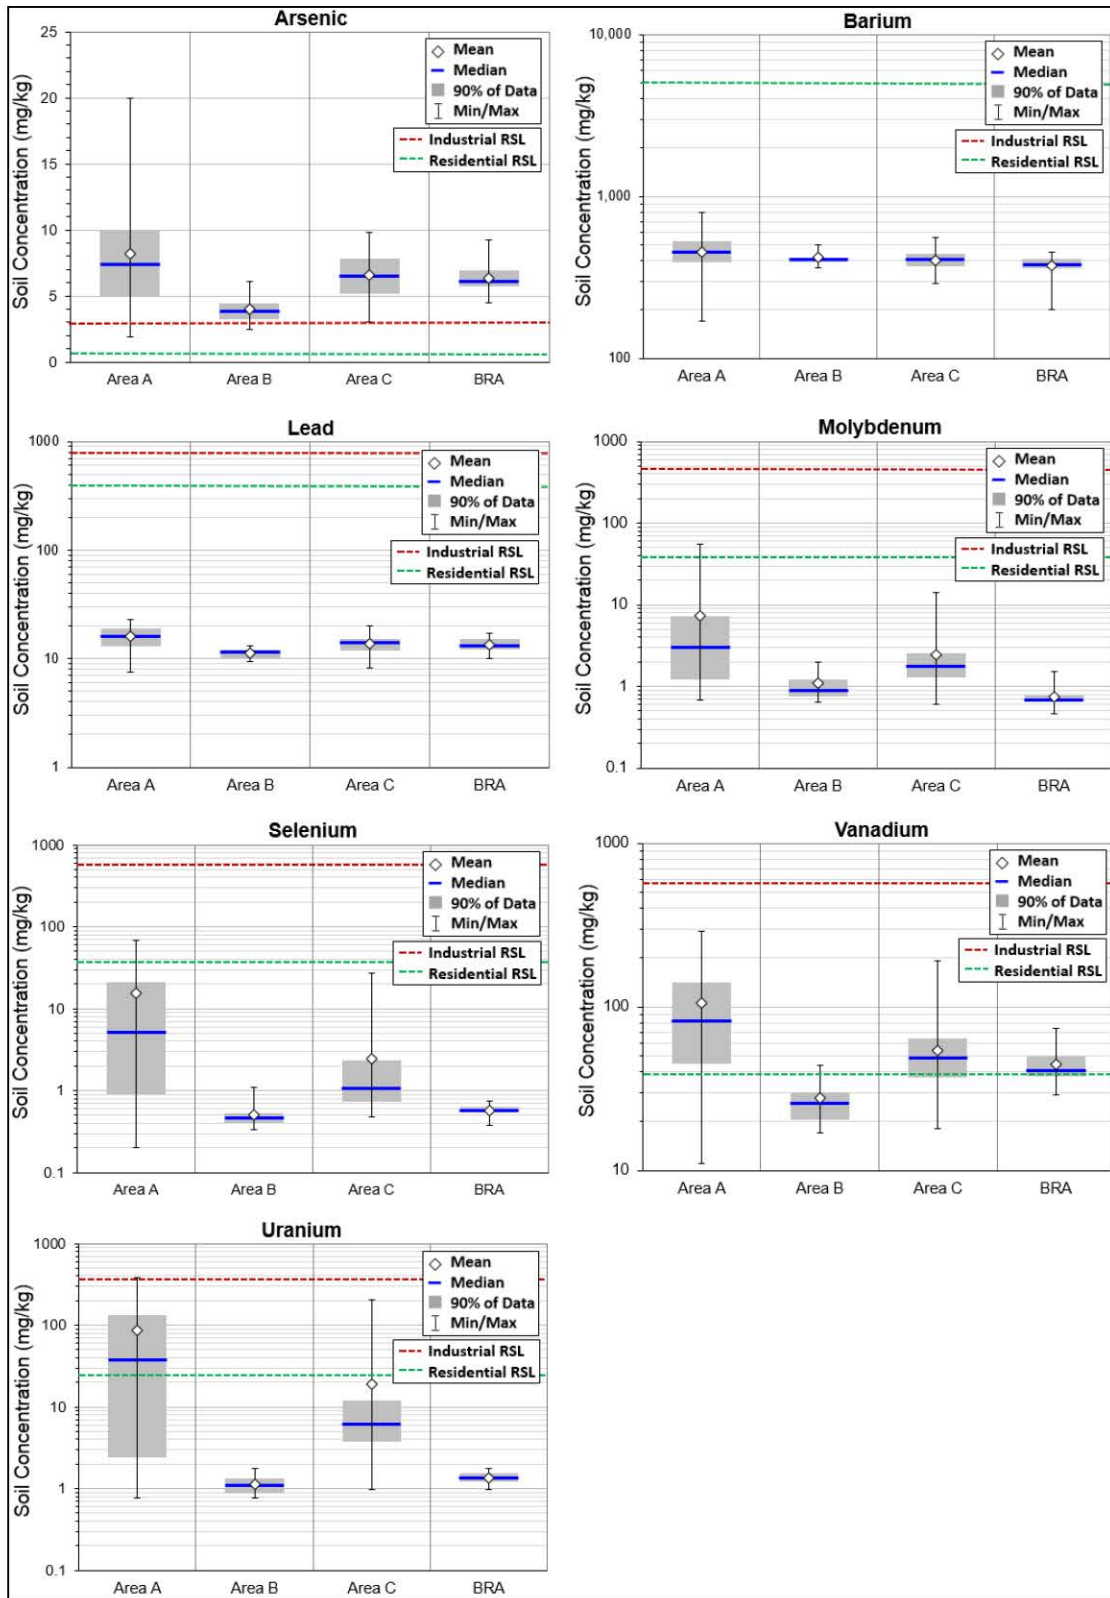 Arsenic
Soil Concentration (mg/kg)
25
20
15
10
5
0
Mean
Median
90% of Data
Min/Max
Industrial RSL
Residential RSL
Area A
Area B
Area C
BRA
Barium
Soil Concentration (mg/kg)
10,000
1,000
100
Mean
Median
90% of Data
Min/Max
Industrial RSL
Residential RSL
Area A
Area B
Area C
BRA
Lead
Soil Concentration (mg/kg)
1000
100
10
1
Mean
Median
90% of Data
Min/Max
Industrial RSL
Residential RSL
Area A
Area B
Area C
BRA
Molybdenum
Soil Concentration (mg/kg)
1000
100
10
1
0.1
Mean
Median
90% of Data
Min/Max
Industrial RSL
Residential RSL
Area A
Area B
Area C
BRA
Selenium
Soil Concentration (mg/kg)
1000
100
10
1
0.1
Mean
Median
90% of Data
Min/Max
Industrial RSL
Residential RSL
Area A
Area B
Area C
BRA
Vanadium
Soil Concentration (mg/kg)
1000
100
10
Mean
Median
90% of Data
Min/Max
Industrial RSL
Residential RSL
Area A
Area B
Area C
BRA
Uranium
Soil Concentration (mg/kg)
1000
100
10
1
0.1
Mean
Median
90% of Data
Min/Max
Industrial RSL
Residential RSL
Area A
Area B
Area C
BRA